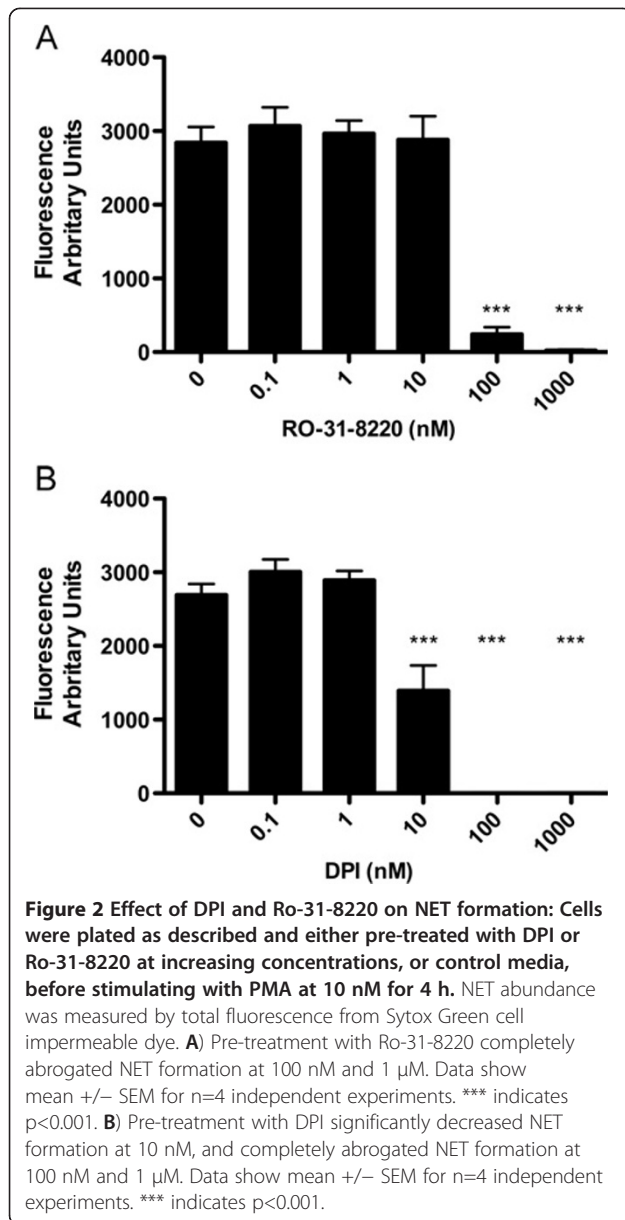 A
4000
3000
2000
1000
0
Fluorescence
Arbritary Units
*** ***
0 0.1 1 10 100 1000
RO-31-8220 (nM)
B
4000
3000
2000
1000
0
Fluorescence
Arbritary Units
*** *** ***
0 0.1 1 10 100 1000
DPI (nM)
Figure 2 Effect of DPI and Ro-31-8220 on NET formation: Cells
were plated as described and either pre-treated with DPI or
Ro-31-8220 at increasing concentrations, or control media,
before stimulating with PMA at 10 nM for 4 h. NET abundance
was measured by total fluorescence from Sytox Green cell
impermeable dye. A) Pre-treatment with Ro-31-8220 completely
abrogated NET formation at 100 nM and 1 μM. Data show
mean +/− SEM for n=4 independent experiments. *** indicates
p<0.001. B) Pre-treatment with DPI significantly decreased NET
formation at 10 nM, and completely abrogated NET formation at
100 nM and 1 μM. Data show mean +/− SEM for n=4 independent
experiments. *** indicates p<0.001.